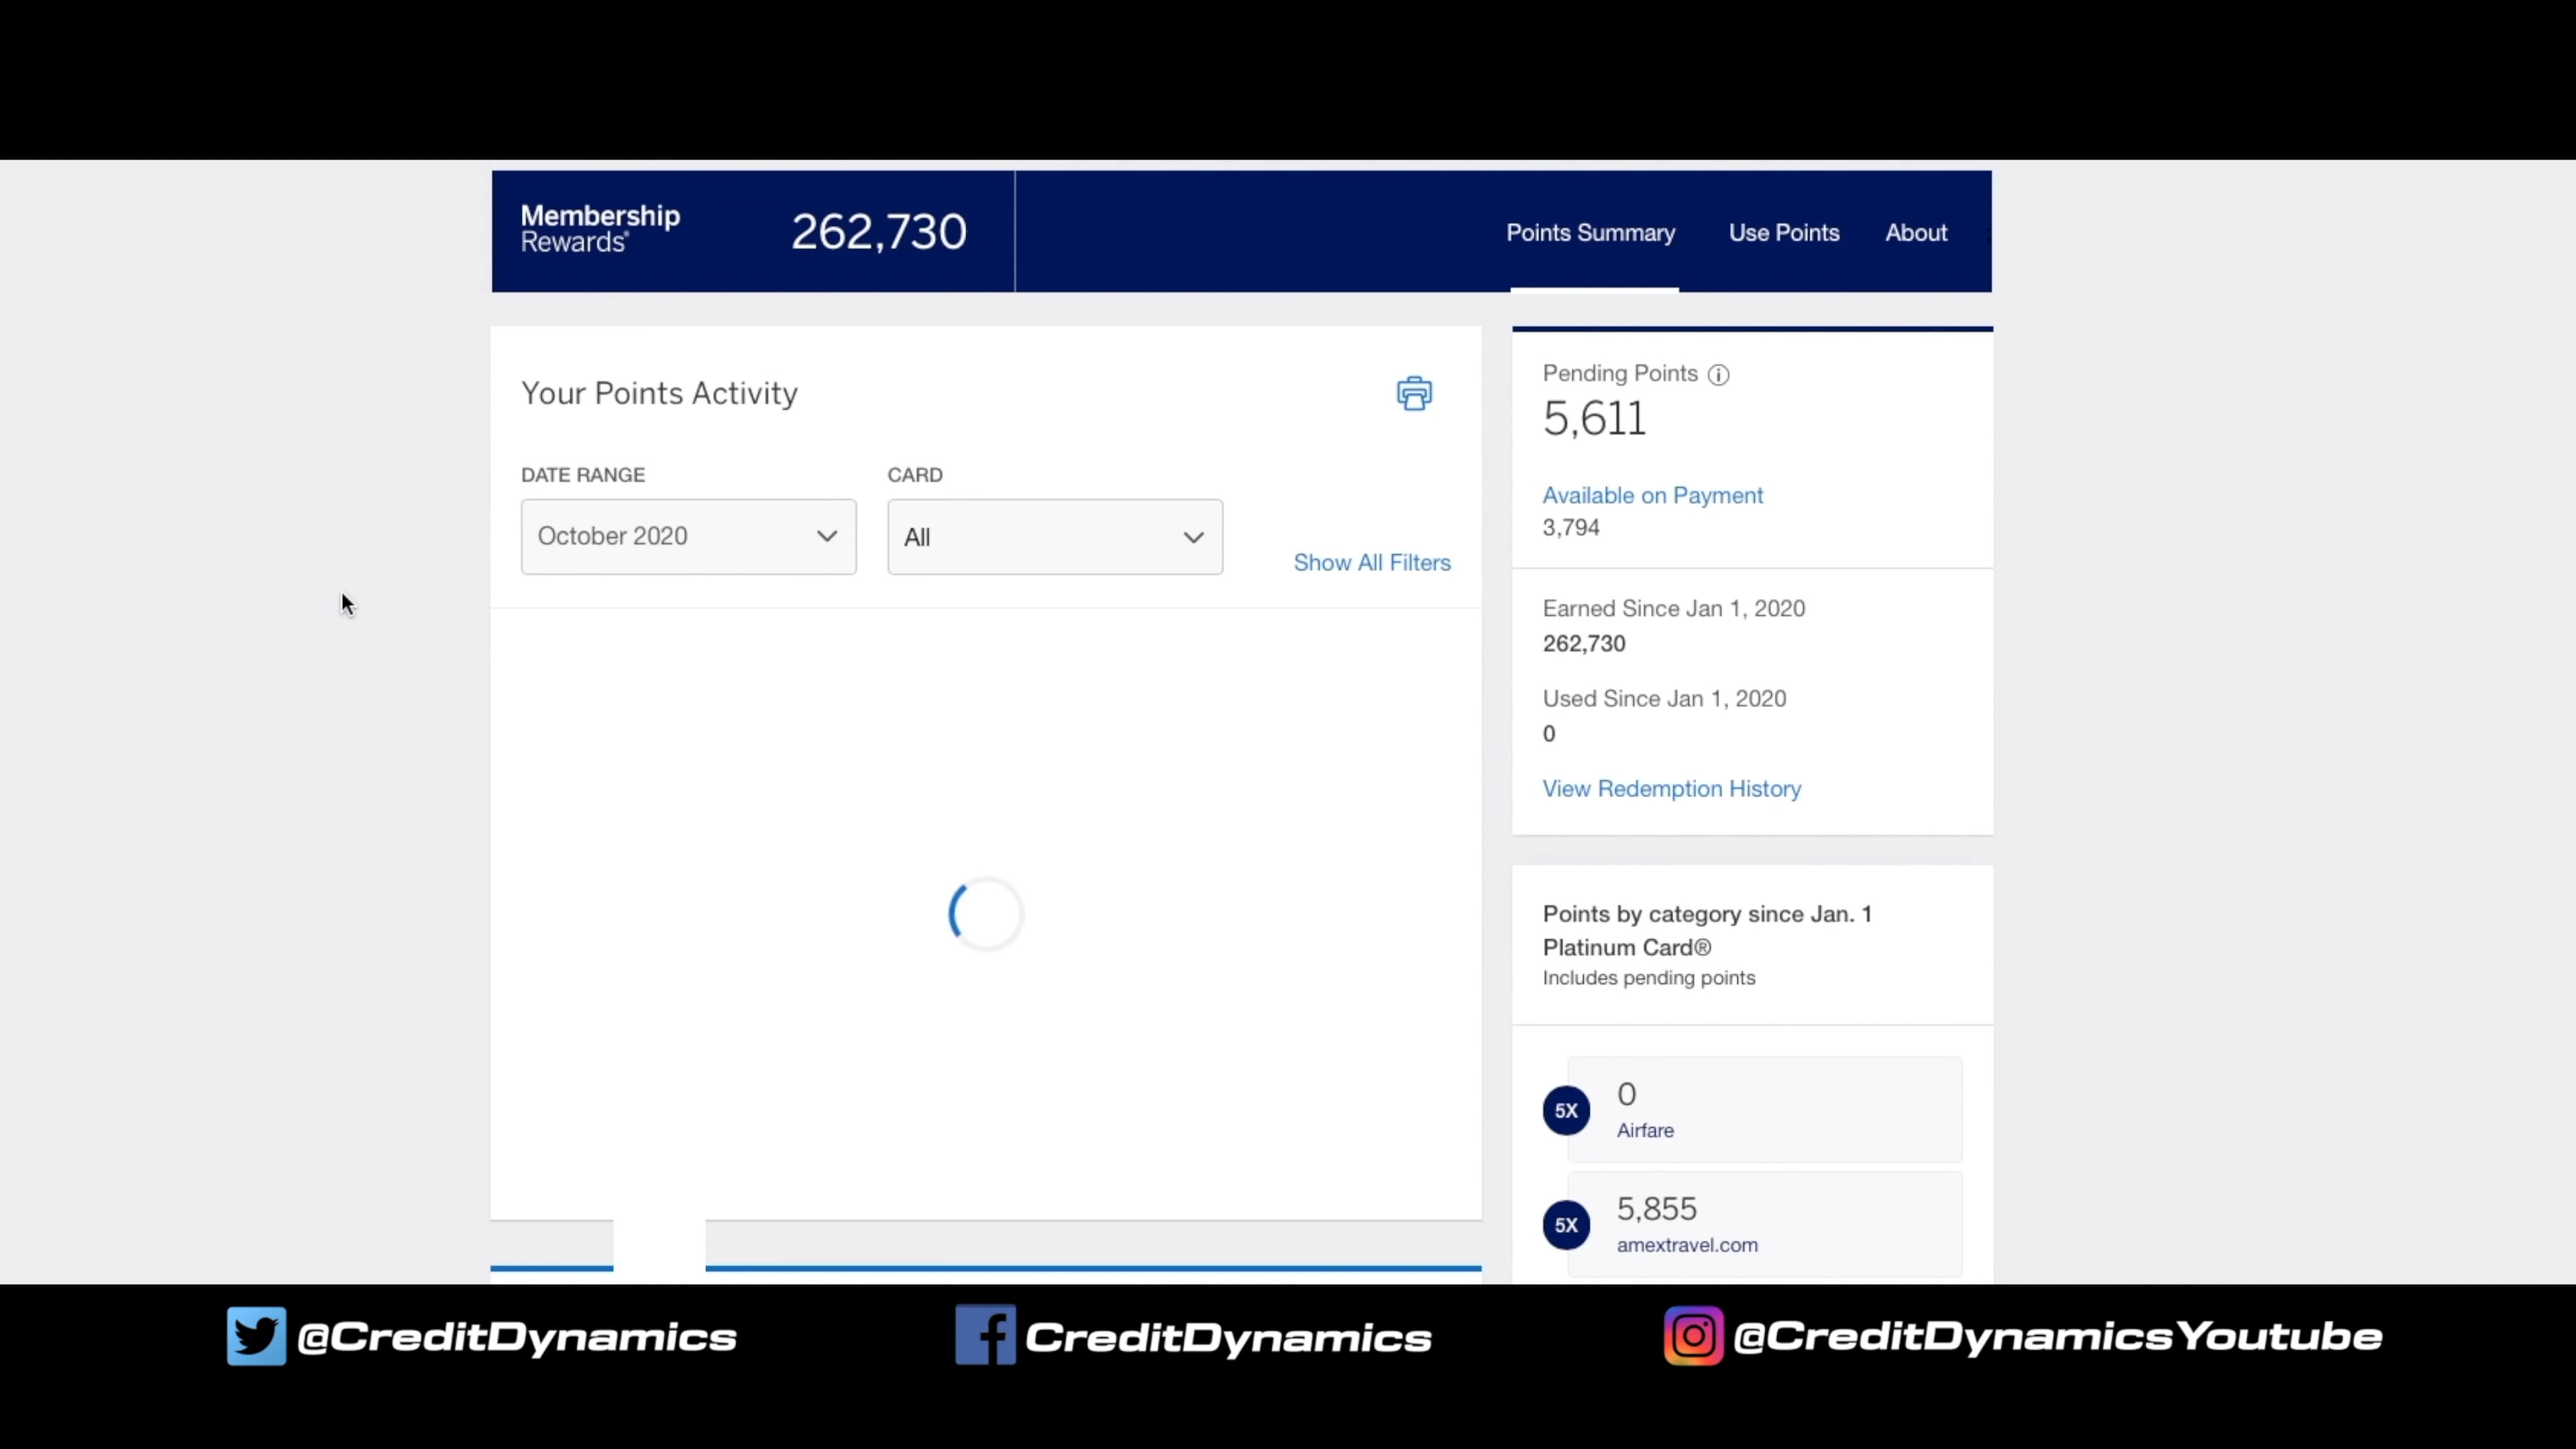 Membership
Rewards®
262,730
Points Summary
Use Points
About
Your Points Activity
DATE RANGE
CARD
October 2020
All
Show All Filters
Pending Points
5,611
Available on Payment
3,794
Earned Since Jan 1, 2020
262,730
Used Since Jan 1, 2020
0
View Redemption History
Points by category since Jan. 1
Platinum Card®
Includes pending points
5X
0
Airfare
5X
5,855
amextravel.com
@CreditDynamics
CreditDynamics
@CreditDynamicsYoutube